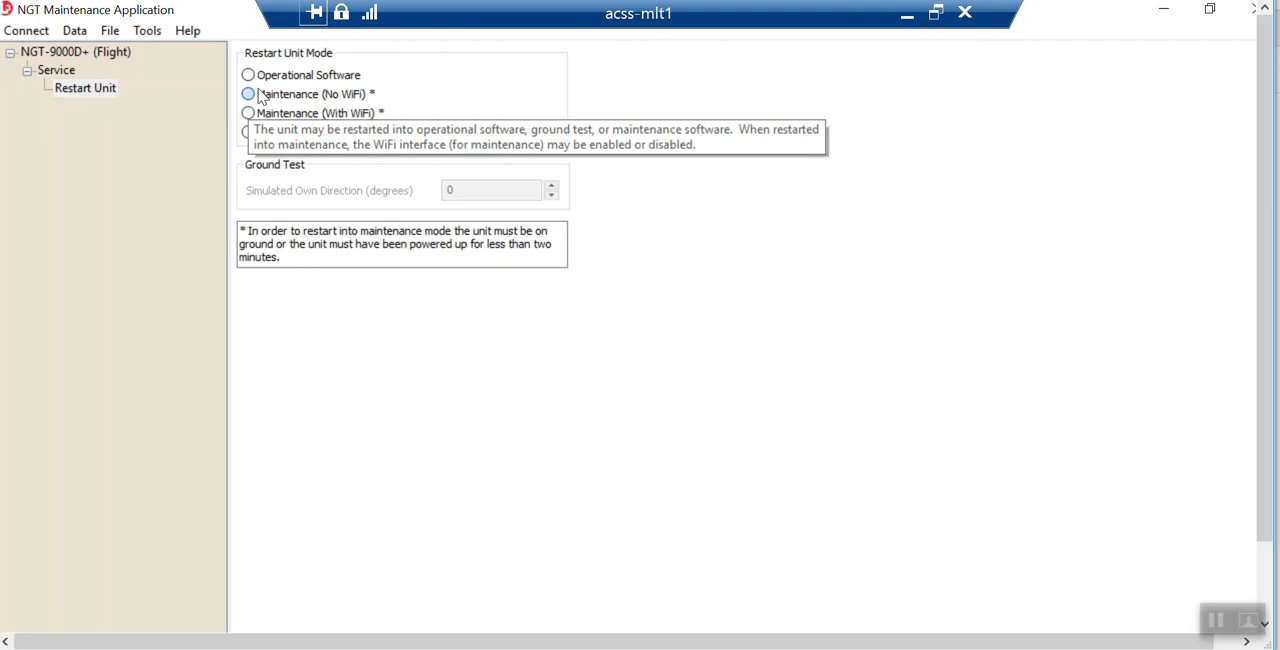 NGT Maintenance Application
acss-mlt1
Connect Data File Tools Help
NGT-9000D+ (Flight)
Service
Restart Unit
Restart Unit Mode
Operational Software
Maintenance (No WiFi) *
Maintenance (With WiFi) *
The unit may be restarted into operational software, ground test, or maintenance software. When restarted
into maintenance, the WiFi interface (for maintenance) may be enabled or disabled.
Ground Test
Simulated Own Direction (degrees) 0
* In order to restart into maintenance mode the unit must be on
ground or the unit must have been powered up for less than two
minutes.